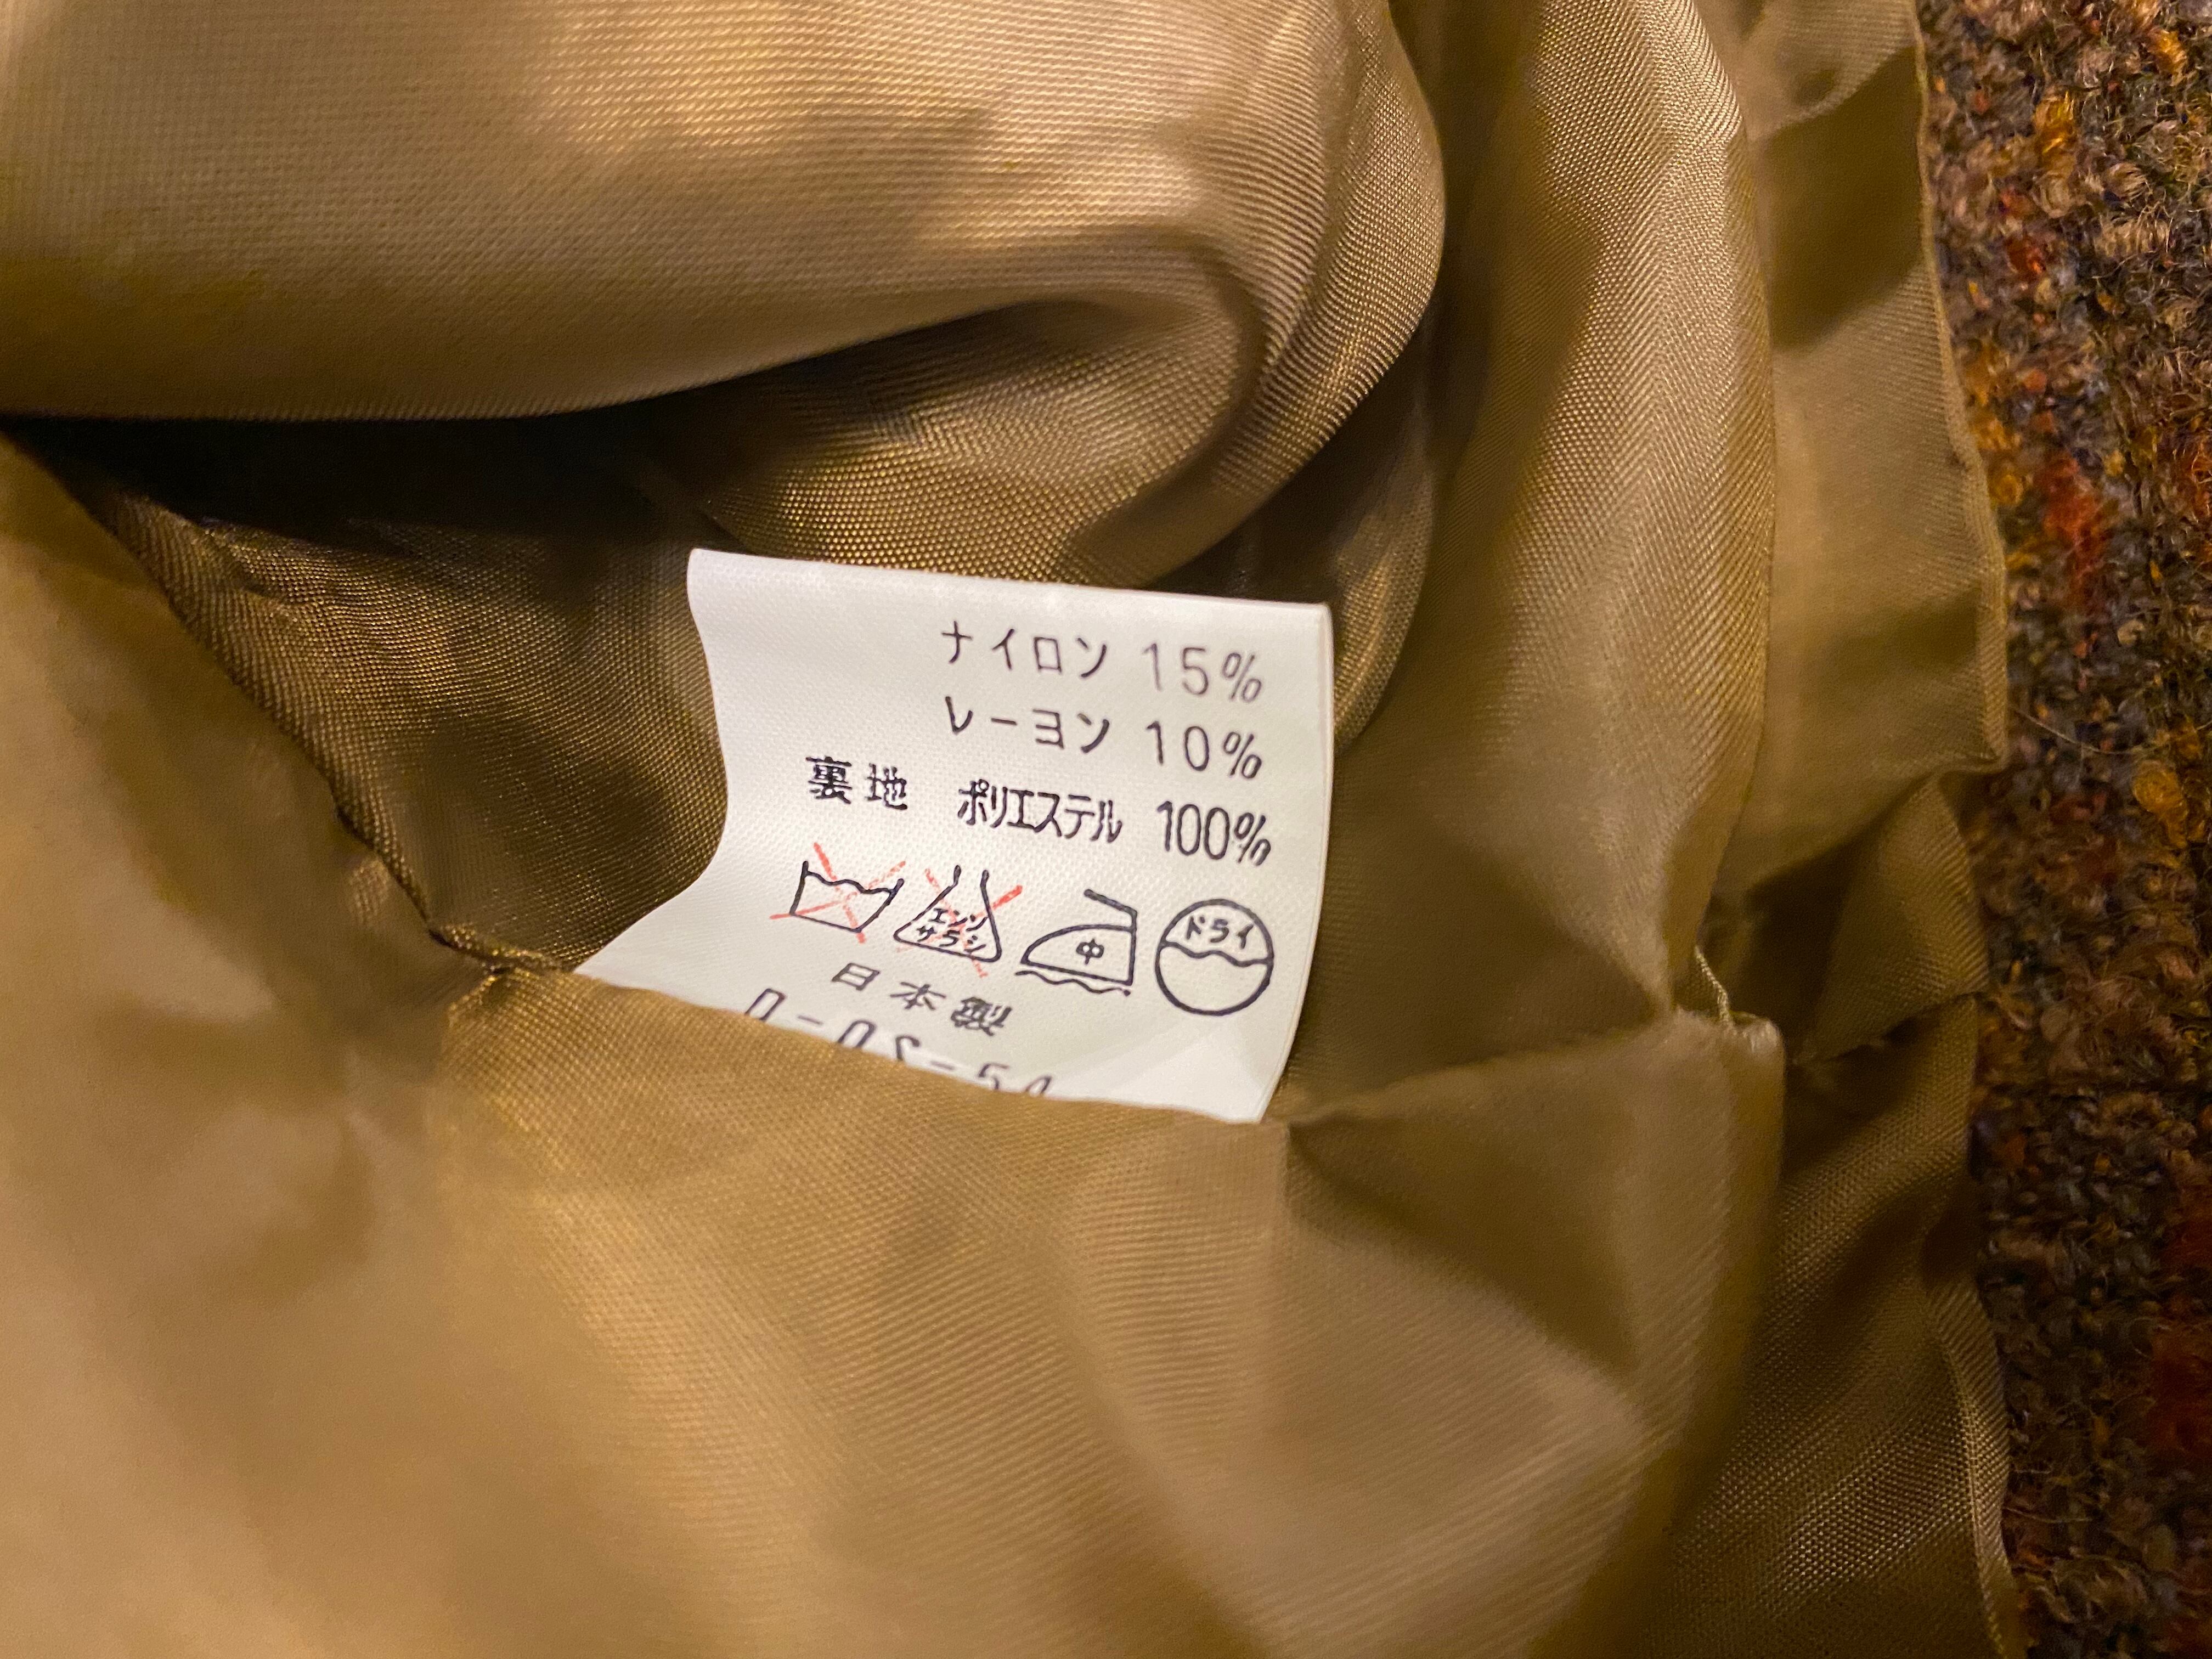 ナイロン 15%
レーヨン 10%
裏地 ポリエステル 100%
エンソ
サラシ
中
ドライ
日本製